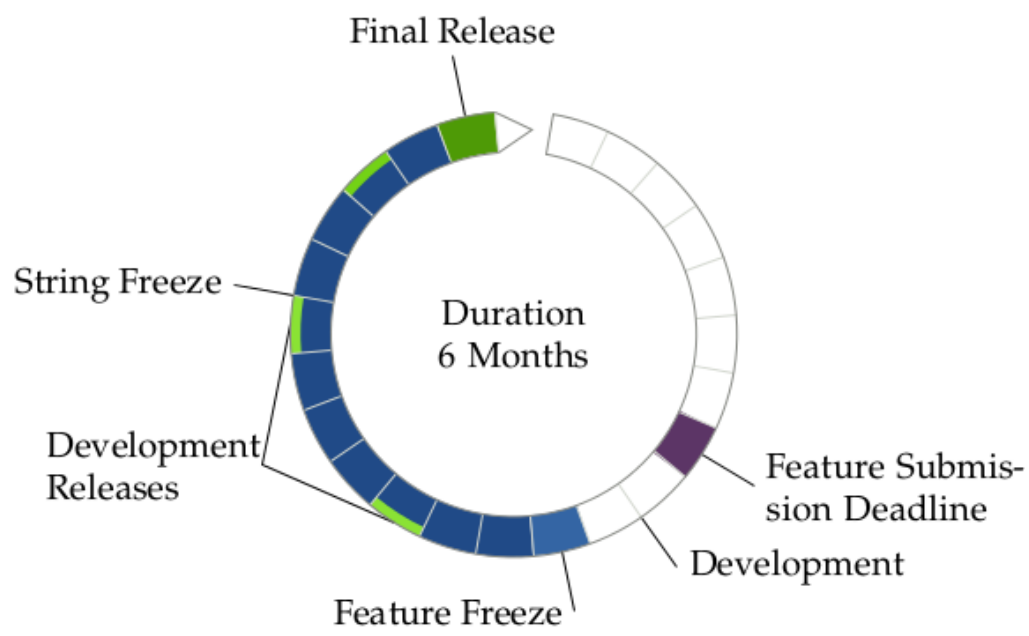 Final Release
String Freeze
Duration
6 Months
Development
Releases
Feature Submis-
sion Deadline
Development
Feature Freeze